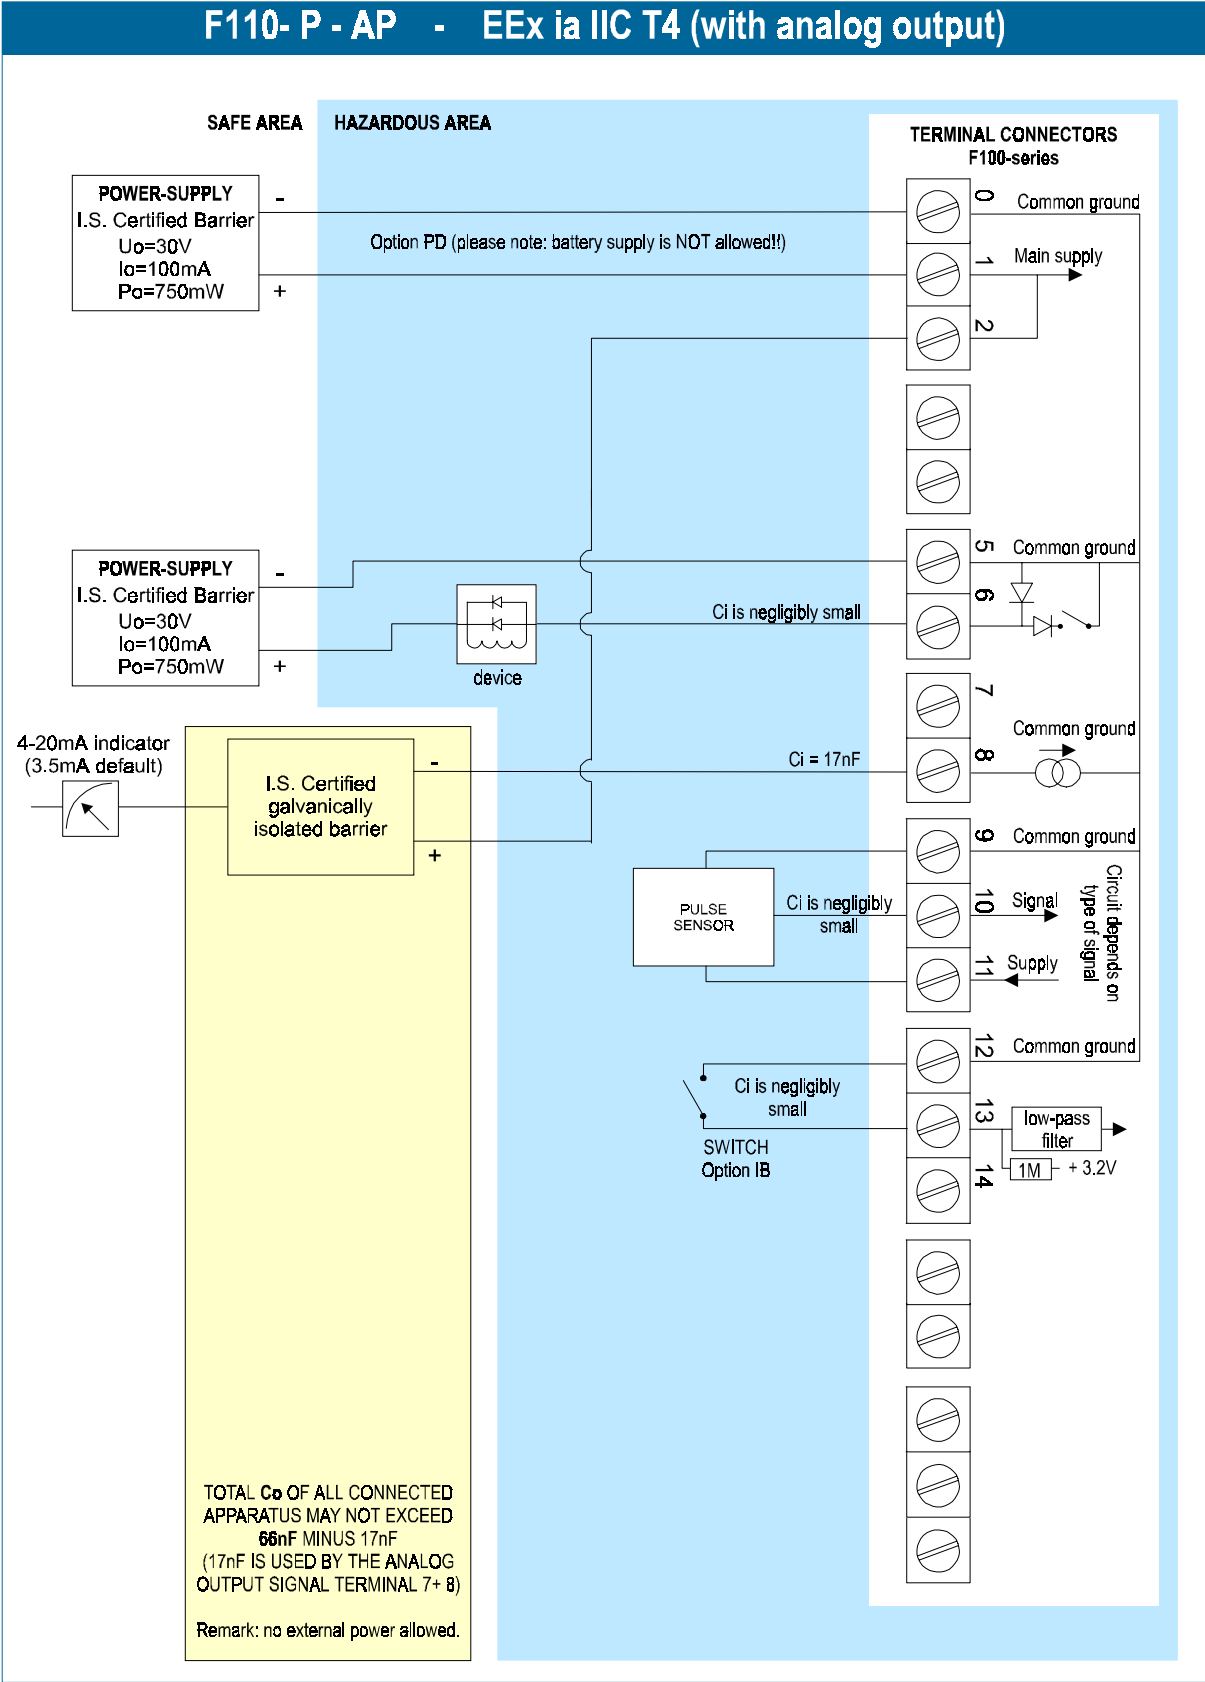 F110- P - AP - EEx ia IIC T4 (with analog output)
SAFE AREA
HAZARDOUS AREA
TERMINAL CONNECTORS
F100-series
POWER-SUPPLY
I.S. Certified Barrier
Uo=30V
Io=100mA
Po=750mW
-
+
Option PD (please note: battery supply is NOT allowed!!)
0
Common ground
1
Main supply
2
POWER-SUPPLY
I.S. Certified Barrier
Uo=30V
Io=100mA
Po=750mW
-
+
device
Ci is negligibly small
5
Common ground
6
7
Common ground
8
4-20mA indicator
(3.5mA default)
I.S. Certified
galvanically
isolated barrier
-
+
Ci = 17nF
9
Common ground
PULSE
SENSOR
Ci is negligibly
small
10
Signal
11
Supply
Circuit depends on
type of signal
12
Common ground
Ci is negligibly
small
SWITCH
Option IB
13
low-pass
filter
14
1M
+ 3.2V
TOTAL Co OF ALL CONNECTED
APPARATUS MAY NOT EXCEED
66nF MINUS 17nF
(17nF IS USED BY THE ANALOG
OUTPUT SIGNAL TERMINAL 7+ 8)
Remark: no external power allowed.